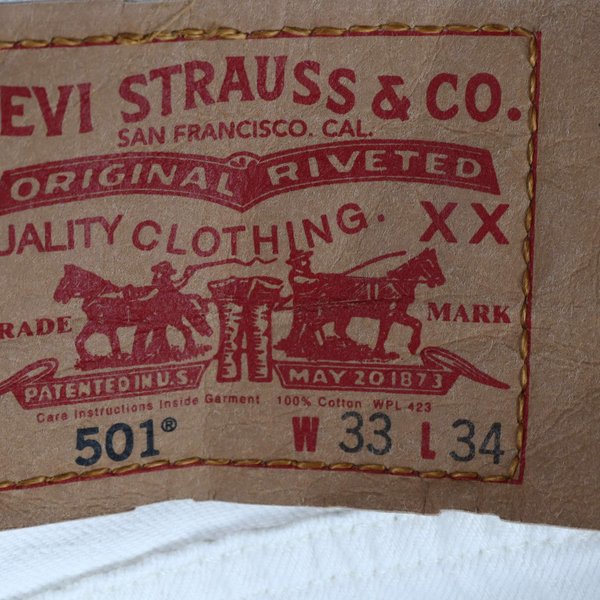 EVI STRAUSS & CO.
SAN FRANCISCO. CAL.
ORIGINAL RIVETED
UALITY CLOTHING. XX
RADE MARK
PATENTED IN U.S. MAY 20 1873
Care Instructions Inside Garment 100% Cotton WPL 423
501® W 33 L 34